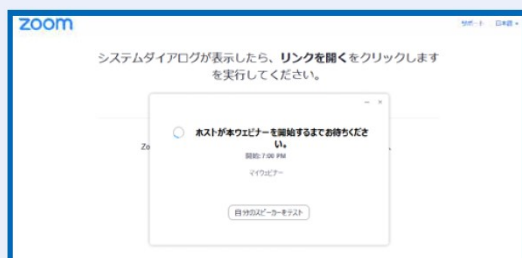 zoom
サポート 日本語
システムダイアログが表示したら、リンクを開くをクリックします
を実行してください。
ホストが本ウェビナーを開始するまでお待ちくださ
い。
Zo
開始: 7:00 PM
マイウェビナー
自分のスピーカーをテスト